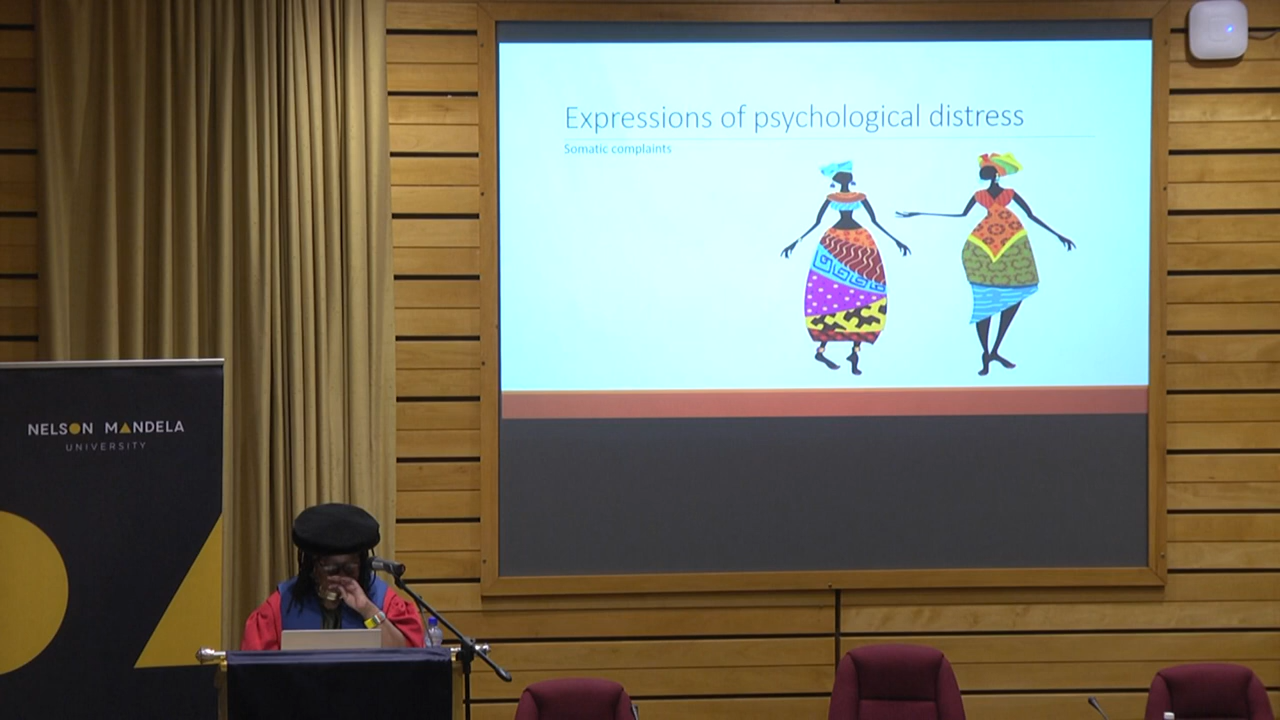 Expressions of psychological distress
Somatic complaints
NELSON MANDELA
UNIVERSITY